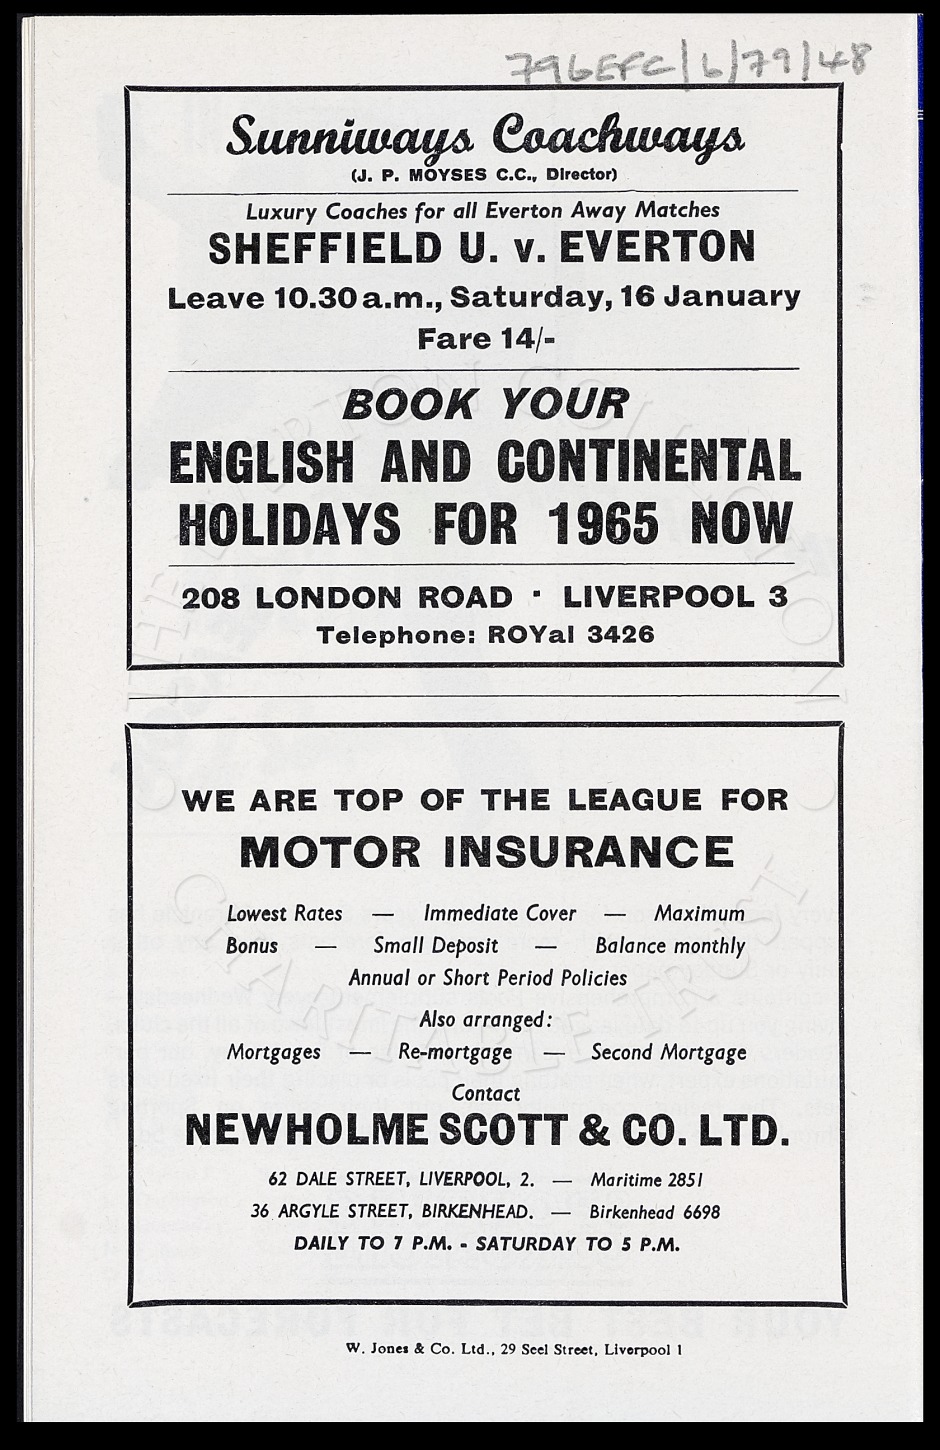 796EFC/6/79/48
Sunniways Coachways
(J. P. MOYSES C.C., Director)
Luxury Coaches for all Everton Away Matches
SHEFFIELD U. v. EVERTON
Leave 10.30 a.m., Saturday, 16 January
Fare 14/-
BOOK YOUR
ENGLISH AND CONTINENTAL
HOLIDAYS FOR 1965 NOW
208 LONDON ROAD · LIVERPOOL 3
Telephone: ROYal 3426
THE EVERTON COLLECTION
WE ARE TOP OF THE LEAGUE FOR
MOTOR INSURANCE
Lowest Rates — Immediate Cover — Maximum
Bonus — Small Deposit — Balance monthly
Annual or Short Period Policies
Also arranged:
Mortgages — Re-mortgage — Second Mortgage
Contact
NEWHOLME SCOTT & CO. LTD.
62 DALE STREET, LIVERPOOL, 2. — Maritime 2851
36 ARGYLE STREET, BIRKENHEAD. — Birkenhead 6698
DAILY TO 7 P.M. - SATURDAY TO 5 P.M.
CHARITABLE TRUST
W. Jones & Co. Ltd., 29 Seel Street, Liverpool 1